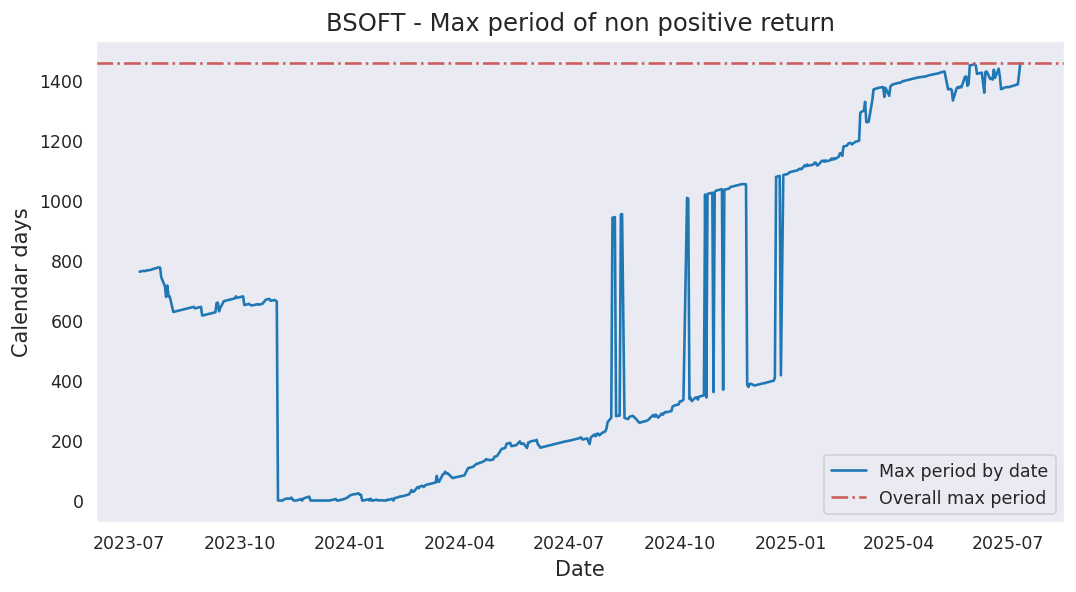 BSOFT - Max period of non positive return
Calendar days
1400
1200
1000
800
600
400
200
0
2023-07 2023-10 2024-01 2024-04 2024-07 2024-10 2025-01 2025-04 2025-07
Date
Max period by date
Overall max period